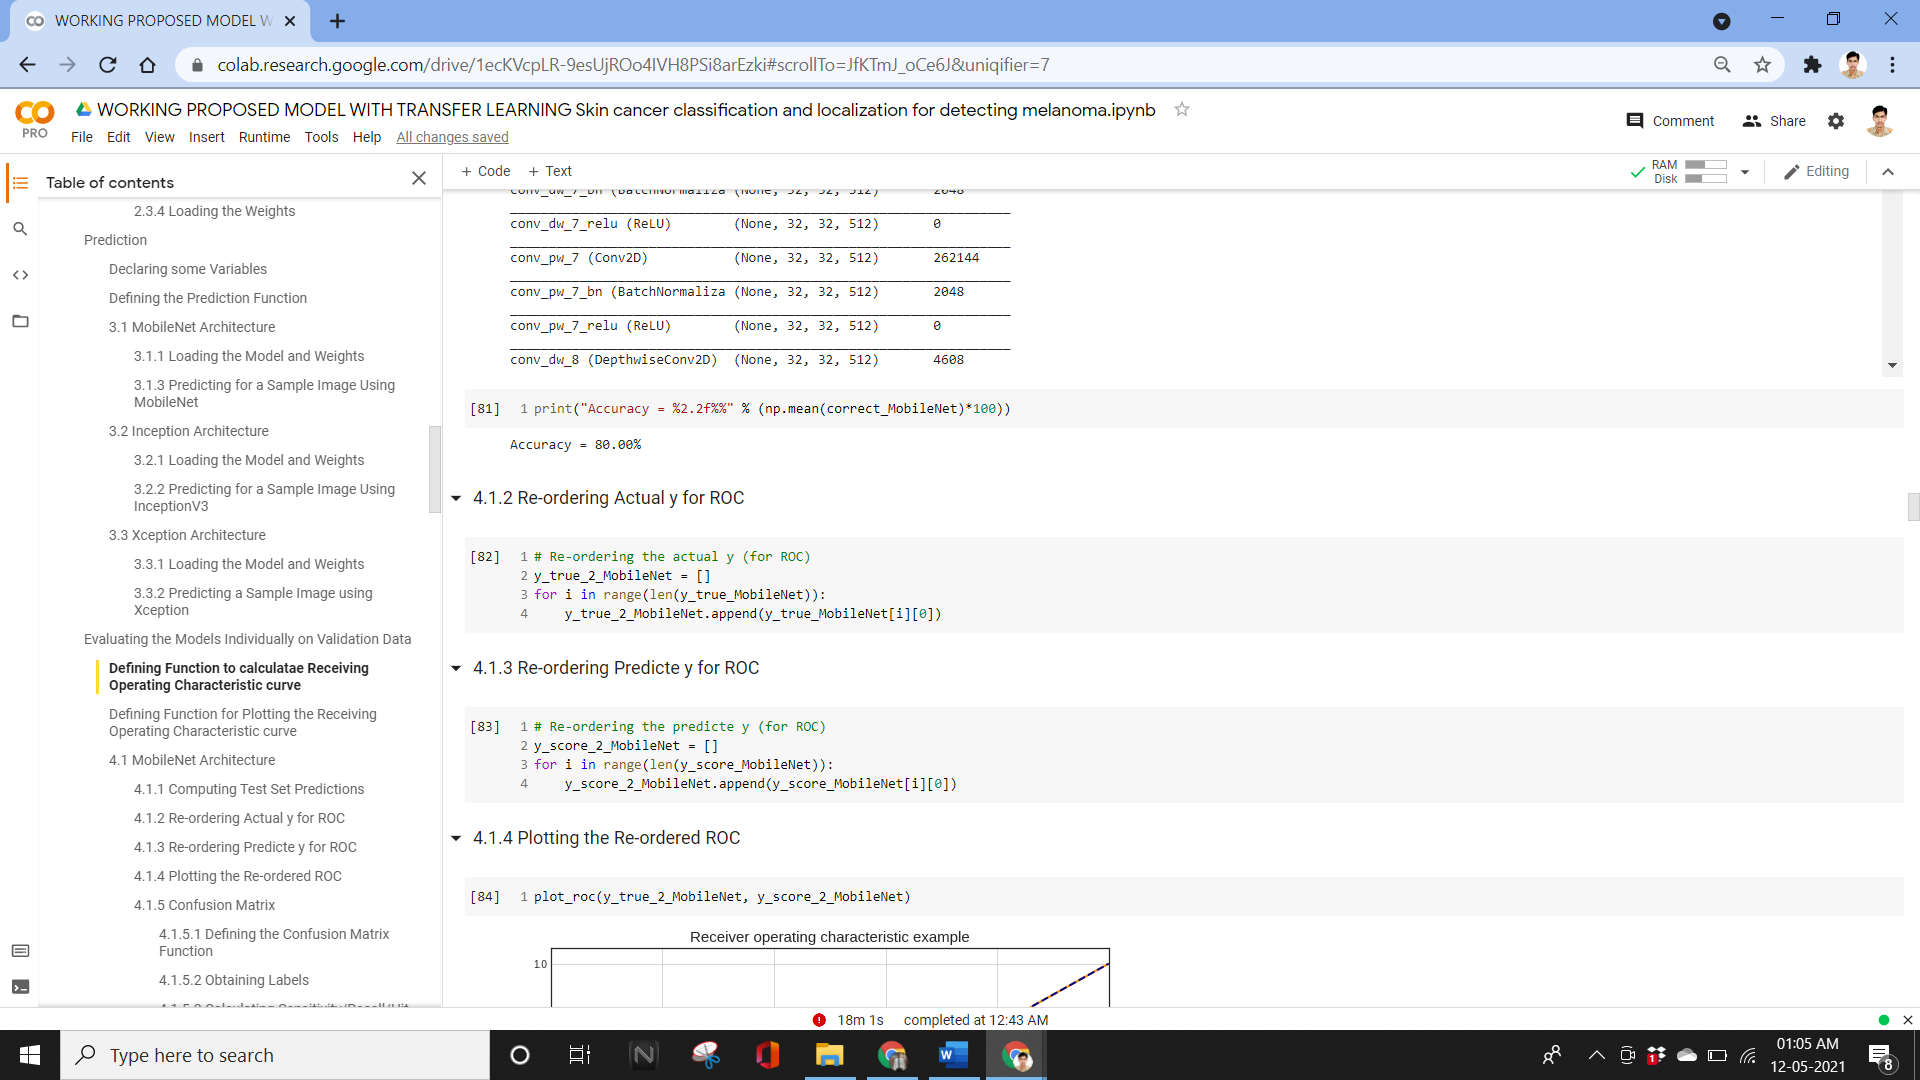 WORKING PROPOSED MODEL W
colab.research.google.com/drive/1ecKVcpLR-9esUjROo4IVH8PSi8arEzki#scrollTo=JfKTmJ_oCe6J&uniqifier=7
CO
PRO
WORKING PROPOSED MODEL WITH TRANSFER LEARNING Skin cancer classification and localization for detecting melanoma.ipynb
File Edit View Insert Runtime Tools Help All changes saved
Comment Share
Table of contents
+ Code + Text
RAM
Disk
Editing
2.3.4 Loading the Weights
Prediction
Declaring some Variables
Defining the Prediction Function
3.1 MobileNet Architecture
3.1.1 Loading the Model and Weights
3.1.3 Predicting for a Sample Image Using
MobileNet
3.2 Inception Architecture
3.2.1 Loading the Model and Weights
3.2.2 Predicting for a Sample Image Using
InceptionV3
3.3 Xception Architecture
3.3.1 Loading the Model and Weights
3.3.2 Predicting a Sample Image using
Xception
Evaluating the Models Individually on Validation Data
Defining Function to calculatae Receiving
Operating Characteristic curve
Defining Function for Plotting the Receiving
Operating Characteristic curve
4.1 MobileNet Architecture
4.1.1 Computing Test Set Predictions
4.1.2 Re-ordering Actual y for ROC
4.1.3 Re-ordering Predicte y for ROC
4.1.4 Plotting the Re-ordered ROC
4.1.5 Confusion Matrix
4.1.5.1 Defining the Confusion Matrix
Function
4.1.5.2 Obtaining Labels
conv_dw_7_bn (BatchNormaliza (None, 32, 32, 512) 2048
conv_dw_7_relu (ReLU) (None, 32, 32, 512) 0
conv_pw_7 (Conv2D) (None, 32, 32, 512) 262144
conv_pw_7_bn (BatchNormaliza (None, 32, 32, 512) 2048
conv_pw_7_relu (ReLU) (None, 32, 32, 512) 0
conv_dw_8 (DepthwiseConv2D) (None, 32, 32, 512) 4608
[81] 1 print("Accuracy = %2.2f%%" % (np.mean(correct_MobileNet)*100))
Accuracy = 80.00%
4.1.2 Re-ordering Actual y for ROC
[82] 1 # Re-ordering the actual y (for ROC)
2 y_true_2_MobileNet = []
3 for i in range(len(y_true_MobileNet)):
4 y_true_2_MobileNet.append(y_true_MobileNet[i][0])
4.1.3 Re-ordering Predicte y for ROC
[83] 1 # Re-ordering the predicte y (for ROC)
2 y_score_2_MobileNet = []
3 for i in range(len(y_score_MobileNet)):
4 y_score_2_MobileNet.append(y_score_MobileNet[i][0])
4.1.4 Plotting the Re-ordered ROC
[84] 1 plot_roc(y_true_2_MobileNet, y_score_2_MobileNet)
Receiver operating characteristic example
1.0
18m 1s completed at 12:43 AM
Type here to search
01:05 AM
12-05-2021
8